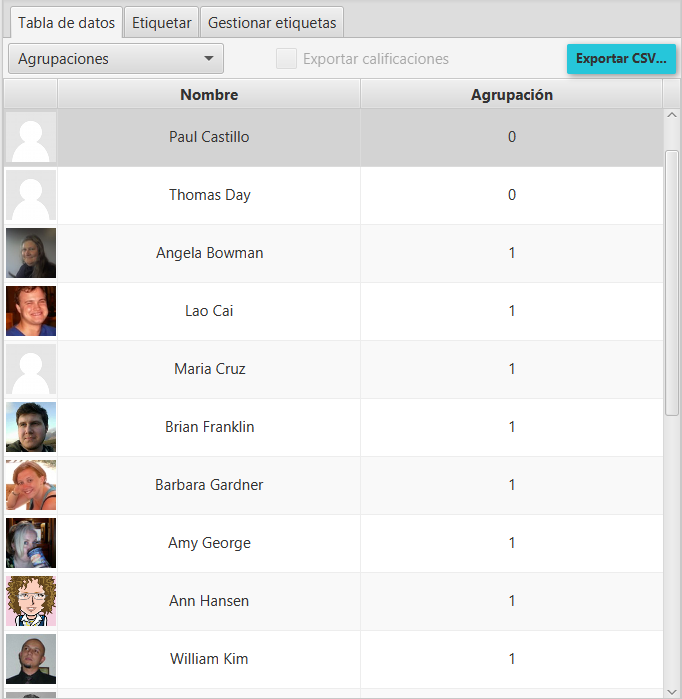 Tabla de datos Etiquetar Gestionar etiquetas
Agrupaciones Exportar calificaciones Exportar CSV...
Nombre Agrupación
Paul Castillo 0
Thomas Day 0
Angela Bowman 1
Lao Cai 1
Maria Cruz 1
Brian Franklin 1
Barbara Gardner 1
Amy George 1
Ann Hansen 1
William Kim 1